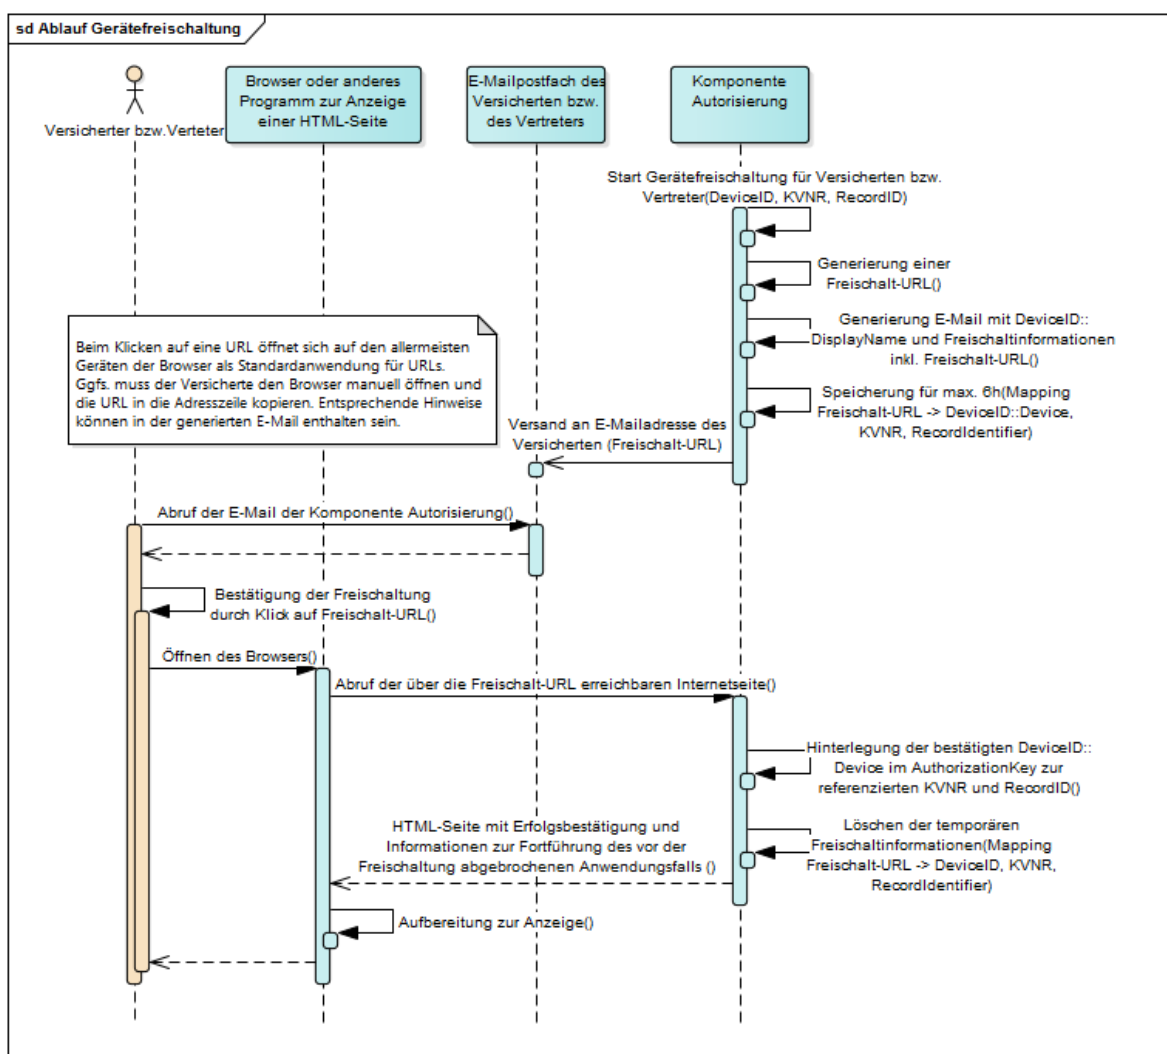 sd Ablauf Gerätefreischaltung
Versicherter bzw.Verteter
Browser oder anderes
Programm zur Anzeige
einer HTML-Seite
E-Mailpostfach des
Versicherten bzw.
des Vertreters
Komponente
Autorisierung
Start Gerätefreischaltung für Versicherten bzw.
Vertreter(DeviceID, KVNR, RecordID)
Generierung einer
Freischalt-URL()
Generierung E-Mail mit DeviceID::
DisplayName und Freischaltinformationen
inkl. Freischalt-URL()
Beim Klicken auf eine URL öffnet sich auf den allermeisten
Geräten der Browser als Standardanwendung für URLs.
Ggfs. muss der Versicherte den Browser manuell öffnen und
die URL in die Adresszeile kopieren. Entsprechende Hinweise
können in der generierten E-Mail enthalten sein.
Speicherung für max. 6h(Mapping
Freischalt-URL -> DeviceID::Device,
KVNR, RecordIdentifier)
Versand an E-Mailadresse des
Versicherten (Freischalt-URL)
Abruf der E-Mail der Komponente Autorisierung()
Bestätigung der Freischaltung
durch Klick auf Freischalt-URL()
Öffnen des Browsers()
Abruf der über die Freischalt-URL erreichbaren Internetseite()
Hinterlegung der bestätigten DeviceID::
Device im AuthorizationKey zur
referenzierten KVNR und RecordID()
Löschen der temporären
Freischaltinformationen(Mapping
Freischalt-URL -> DeviceID, KVNR,
RecordIdentifier)
HTML-Seite mit Erfolgsbestätigung und
Informationen zur Fortführung des vor der
Freischaltung abgebrochenen Anwendungsfalls ()
Aufbereitung zur Anzeige()